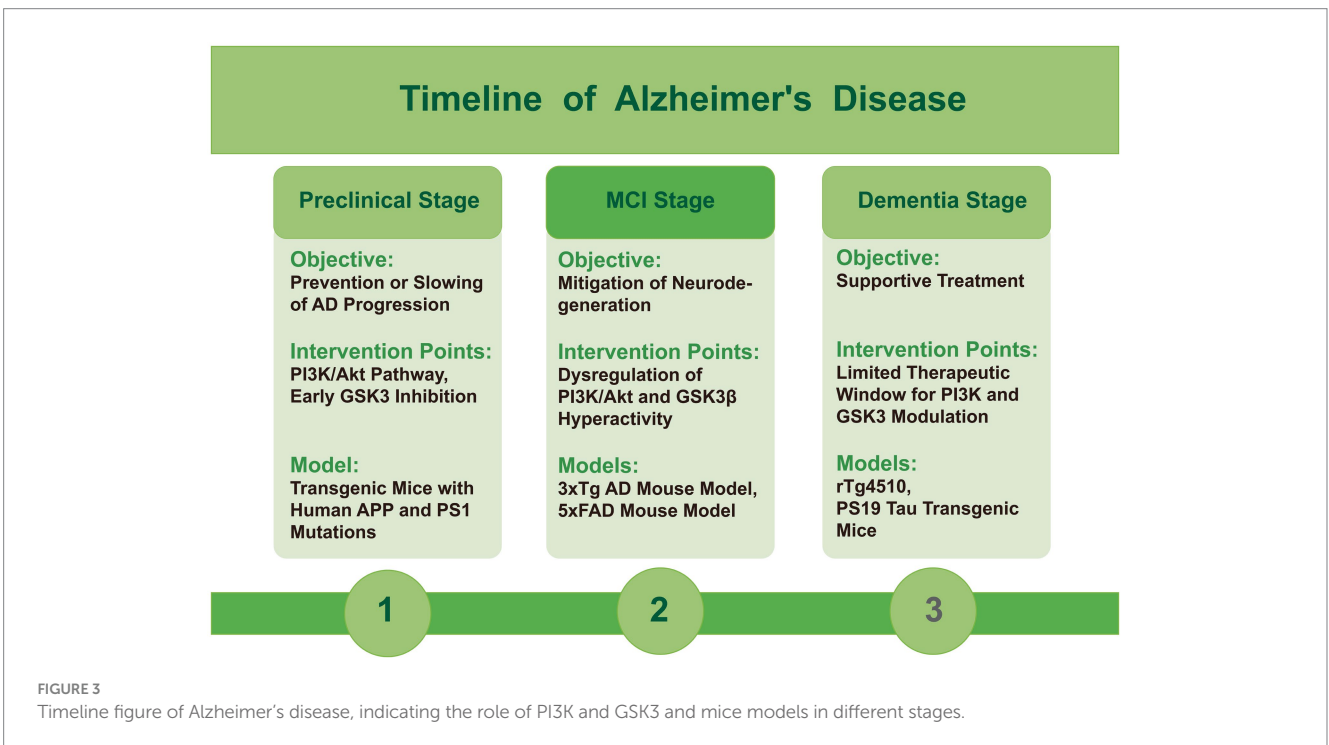 Timeline of Alzheimer's Disease
Preclinical Stage
Objective:
Prevention or Slowing
of AD Progression
Intervention Points:
PI3K/Akt Pathway,
Early GSK3 Inhibition
Model:
Transgenic Mice with
Human APP and PS1
Mutations
MCI Stage
Objective:
Mitigation of Neurode-
generation
Intervention Points:
Dysregulation of
PI3K/Akt and GSK3β
Hyperactivity
Models:
3xTg AD Mouse Model,
5xFAD Mouse Model
Dementia Stage
Objective:
Supportive Treatment
Intervention Points:
Limited Therapeutic
Window for PI3K and
GSK3 Modulation
Models:
rTg4510,
PS19 Tau Transgenic
Mice
1
2
3
FIGURE 3
Timeline figure of Alzheimer’s disease, indicating the role of PI3K and GSK3 and mice models in different stages.